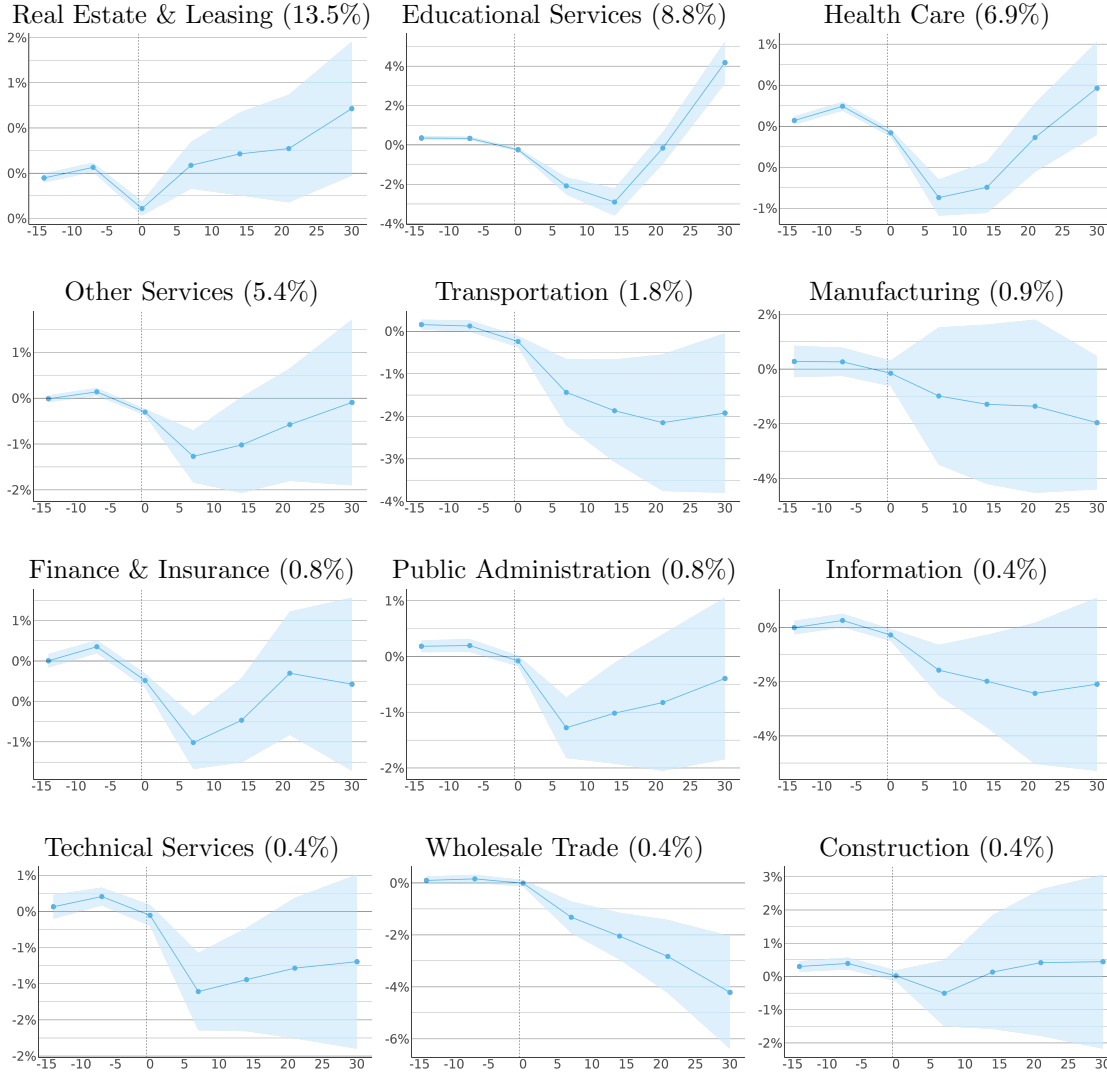 Real Estate & Leasing (13.5%)
2%
1%
0%
0%
0%
-15 -10 -5 0 5 10 15 20 25 30
Educational Services (8.8%)
4%
2%
0%
-2%
-4%
-15 -10 -5 0 5 10 15 20 25 30
Health Care (6.9%)
1%
0%
0%
0%
-1%
-15 -10 -5 0 5 10 15 20 25 30
Other Services (5.4%)
1%
0%
-1%
-2%
-15 -10 -5 0 5 10 15 20 25 30
Transportation (1.8%)
0%
-1%
-2%
-3%
-4%
-15 -10 -5 0 5 10 15 20 25 30
Manufacturing (0.9%)
2%
0%
-2%
-4%
-15 -10 -5 0 5 10 15 20 25 30
Finance & Insurance (0.8%)
1%
0%
0%
-1%
-15 -10 -5 0 5 10 15 20 25 30
Public Administration (0.8%)
1%
0%
-1%
-2%
-15 -10 -5 0 5 10 15 20 25 30
Information (0.4%)
0%
-2%
-4%
-15 -10 -5 0 5 10 15 20 25 30
Technical Services (0.4%)
1%
0%
-1%
-1%
-2%
-2%
-15 -10 -5 0 5 10 15 20 25 30
Wholesale Trade (0.4%)
0%
-2%
-4%
-6%
-15 -10 -5 0 5 10 15 20 25 30
Construction (0.4%)
3%
2%
1%
0%
-1%
-2%
-15 -10 -5 0 5 10 15 20 25 30